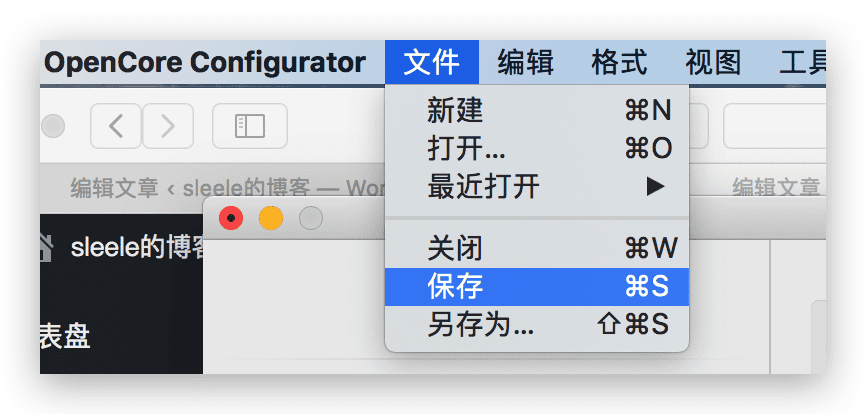 OpenCore Configurator 文件 编辑 格式 视图 工具
新建 ⌘N
打开... ⌘O
最近打开 ▶
编辑文章 ‹ sleele的博客 — Wor 编辑文章
关闭 ⌘W
sleele的博客
保存 ⌘S
另存为... ⇧⌘S
表盘